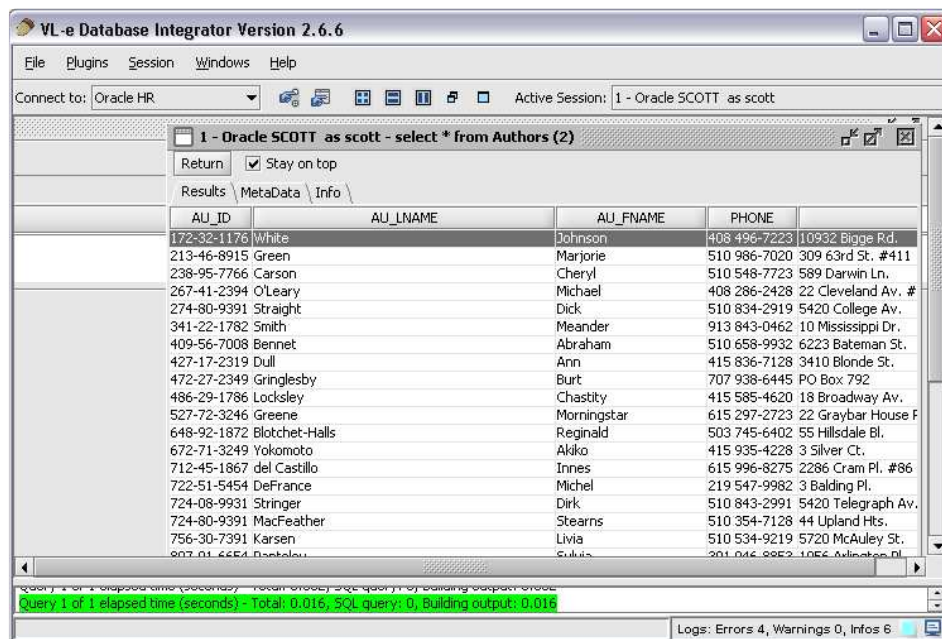 VL-e Database Integrator Version 2.6.6
File Plugins Session Windows Help
Connect to: Oracle HR Active Session: 1 - Oracle SCOTT as scott
1 - Oracle SCOTT as scott - select * from Authors (2)
Return Stay on top
Results MetaData Info
AU_ID AU_LNAME AU_FNAME PHONE
172-32-1176 White Johnson 408 496-7223 10932 Bigge Rd.
213-46-8915 Green Marjorie 510 986-7020 309 63rd St. #411
238-95-7766 Carson Cheryl 510 548-7723 589 Darwin Ln.
267-41-2394 O'Leary Michael 408 286-2428 22 Cleveland Av. #
274-80-9391 Straight Dick 510 834-2919 5420 College Av.
341-22-1782 Smith Meander 913 843-0462 10 Mississippi Dr.
409-56-7008 Bennet Abraham 510 658-9932 6223 Bateman St.
427-17-2319 Dull Ann 415 836-7128 3410 Blonde St.
472-27-2349 Gringlesby Burt 707 938-6445 PO Box 792
486-29-1786 Locksley Chastity 415 585-4620 18 Broadway Av.
527-72-3246 Greene Morningstar 615 297-2723 22 Graybar House
648-92-1872 Blotchet-Halls Reginald 503 745-6402 55 Hillsdale Bl.
672-71-3249 Yokomoto Akiko 415 935-4228 3 Silver Ct.
712-45-1867 del Castillo Innes 615 996-8275 2286 Cram Pl. #86
722-51-5454 DeFrance Michel 219 547-9982 3 Balding Pl.
724-08-9931 Stringer Dirk 510 843-2991 5420 Telegraph Av.
724-80-9391 MacFeather Stearns 510 354-7128 44 Upland Hts.
756-30-7391 Karsen Livia 510 534-9219 5720 McAuley St.
Query 1 of 1 elapsed time (seconds) - Total: 0.016, SQL query: 0, Building output: 0.016
Logs: Errors 4, Warnings 0, Infos 6